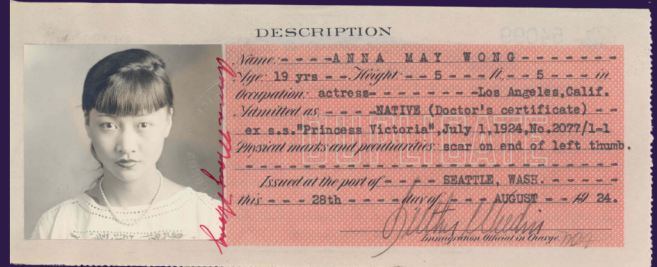 DESCRIPTION
Name:----ANNA MAY WONG-------
Age: 19 yrs---Height:--5---ft.--5---in
Occupation: actress--------Los Angeles,Calif.
Admitted as----NATIVE (Doctor's certificate)---
ex s.s."Princess Victoria",July 1,1924,No.2077/1-1
DUPLICATE
Physical marks and peculiarities: scar on end of left thumb.
Issued at the port of----SEATTLE, WASH.------
this---28th---day of----AUGUST--1924.
Immigration Official in Charge.
Anna May Wong